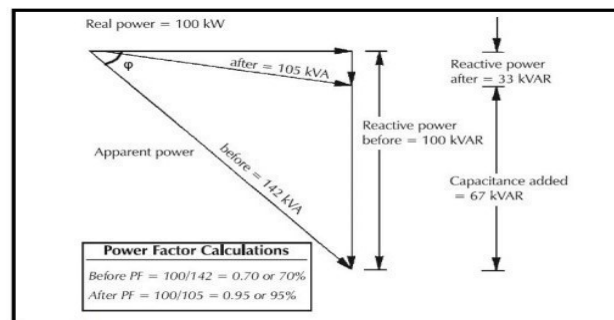 Real power = 100 kW
φ
after = 105 kVA
Reactive power
after = 33 kVAR
Reactive power
before = 100 kVAR
Apparent power
before = 142 kVA
Capacitance added
= 67 kVAR
Power Factor Calculations
Before PF = 100/142 = 0.70 or 70%
After PF = 100/105 = 0.95 or 95%